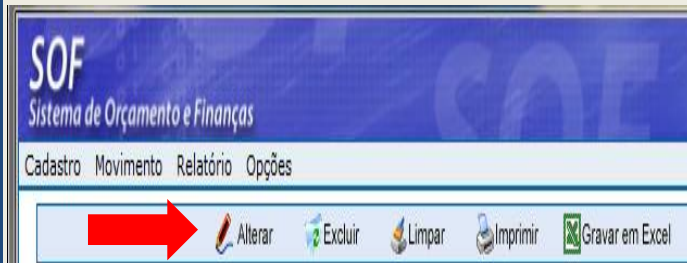 SOF
Sistema de Orçamento e Finanças
Cadastro Movimento Relatório Opções
Alterar Excluir Limpar Imprimir Gravar em Excel